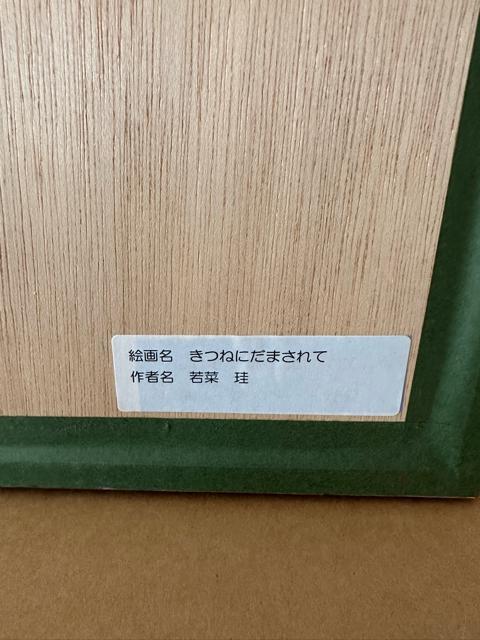 絵画名　きつねにだまされて
作者名　若菜　珪